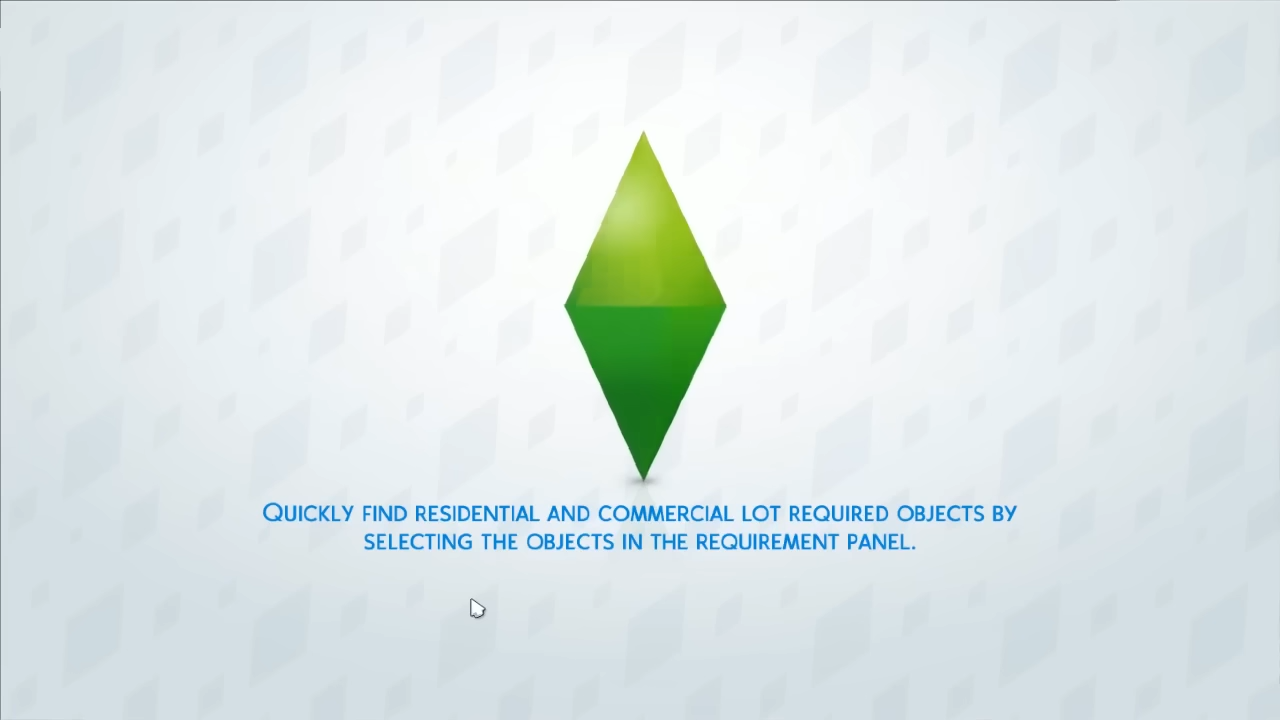 Quickly find residential and commercial lot required objects by
selecting the objects in the requirement panel.